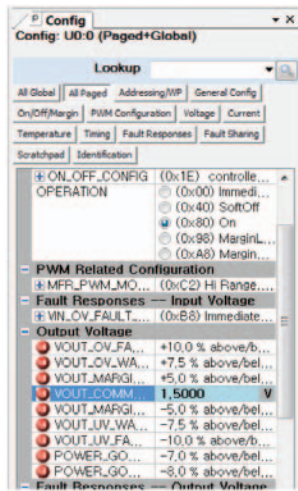 P Config
Config: U0:0 (Paged+Global)
Lookup
All Global All Paged Addressing/WP General Config
On/Off/Margin PWM Configuration Voltage Current
Temperature Timing Fault Responses Fault Sharing
Scratchpad Identification
ON_OFF_CONFIG (0x1E) controlle...
OPERATION (0x00) Immedi...
(0x40) SoftOff
(0x80) On
(0x98) MarginL...
(0xA8) Margin...
PWM Related Configuration
MFR_PWM_MO... (0xC2) Hi Range...
Fault Responses -- Input Voltage
VIN_OV_FAULT... (0xB8) Immediate...
Output Voltage
VOUT_OV_FA... +10,0 % above/b...
VOUT_OV_WA... +7,5 % above/bel...
VOUT_MARGI... +5,0 % above/bel...
VOUT_COMM... 1,5000 V
VOUT_MARGI... -5,0 % above/bel...
VOUT_UV_WA... -7,5 % above/bel...
VOUT_UV_FA... -10,0 % above/b...
POWER_GO... -7,0 % above/bel...
POWER_GO... -8,0 % above/bel...
Fault Responses -- Output Voltage